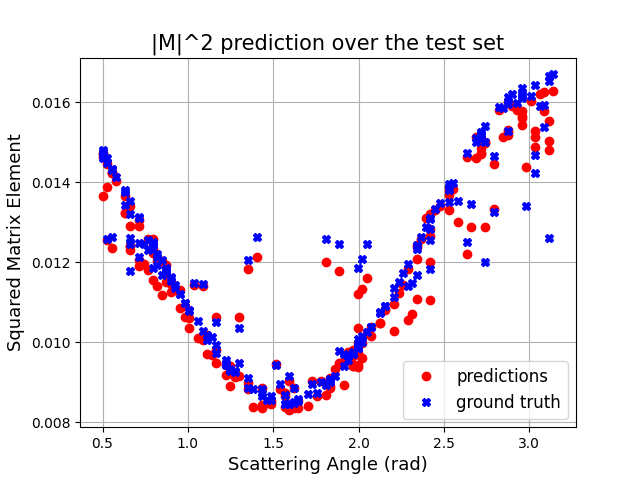 |M|^2 prediction over the test set
Squared Matrix Element
0.016
0.014
0.012
0.010
0.008
predictions
ground truth
0.5 1.0 1.5 2.0 2.5 3.0
Scattering Angle (rad)